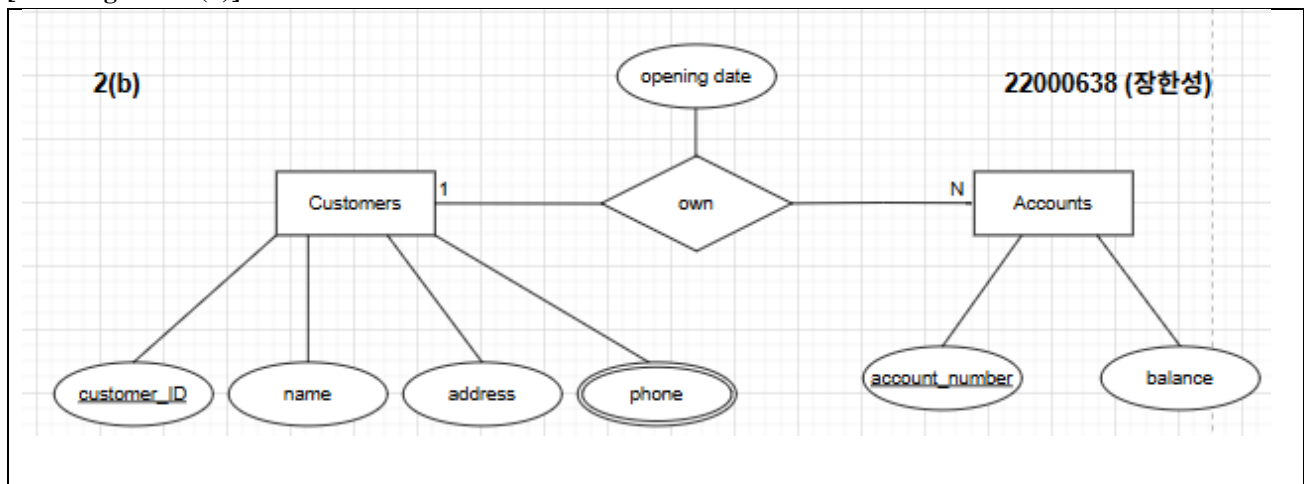 2(b)
opening date
22000638 (장한성)
Customers
1
own
N
Accounts
customer_ID
name
address
phone
account_number
balance